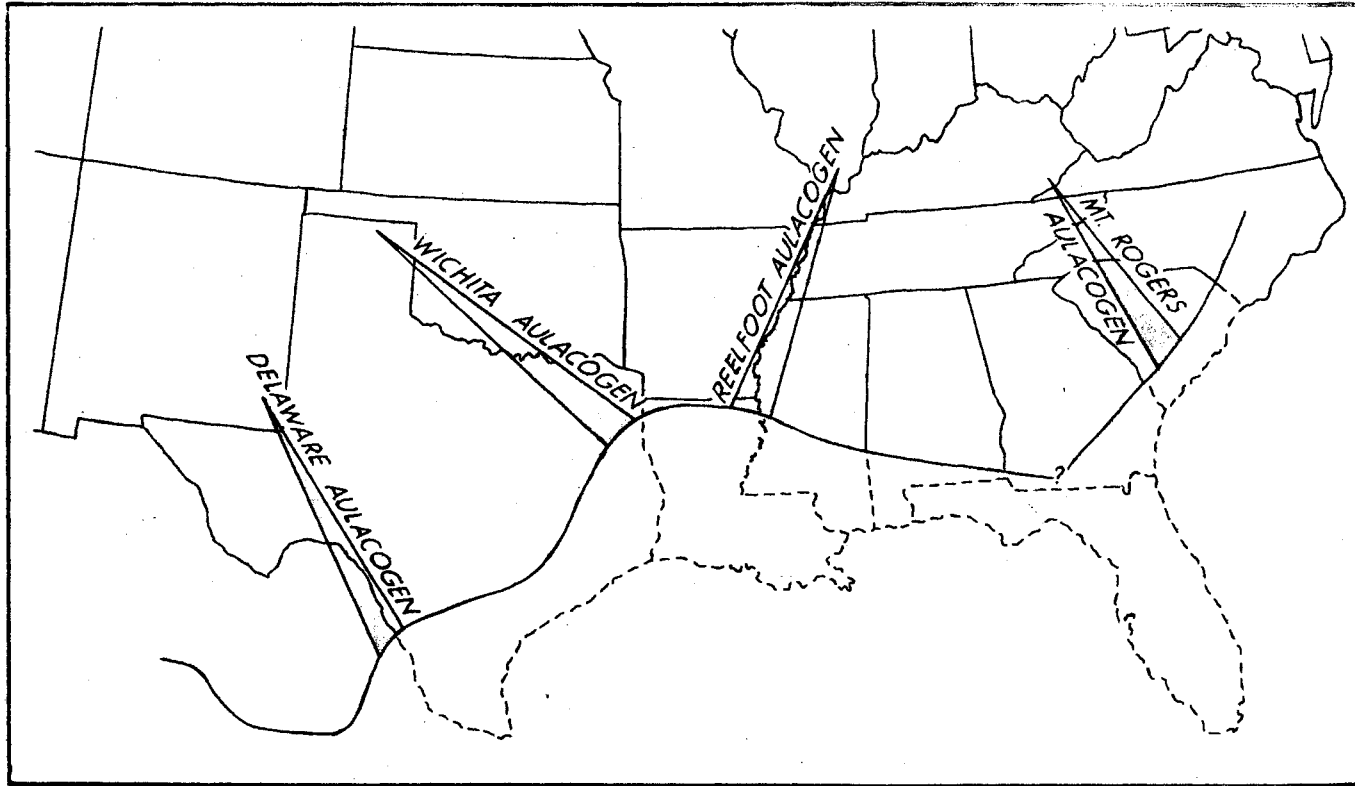 DELAWARE AULACOGEN
WICHITA AULACOGEN
REELFOOT AULACOGEN
MT. ROGERS
AULACOGEN
?